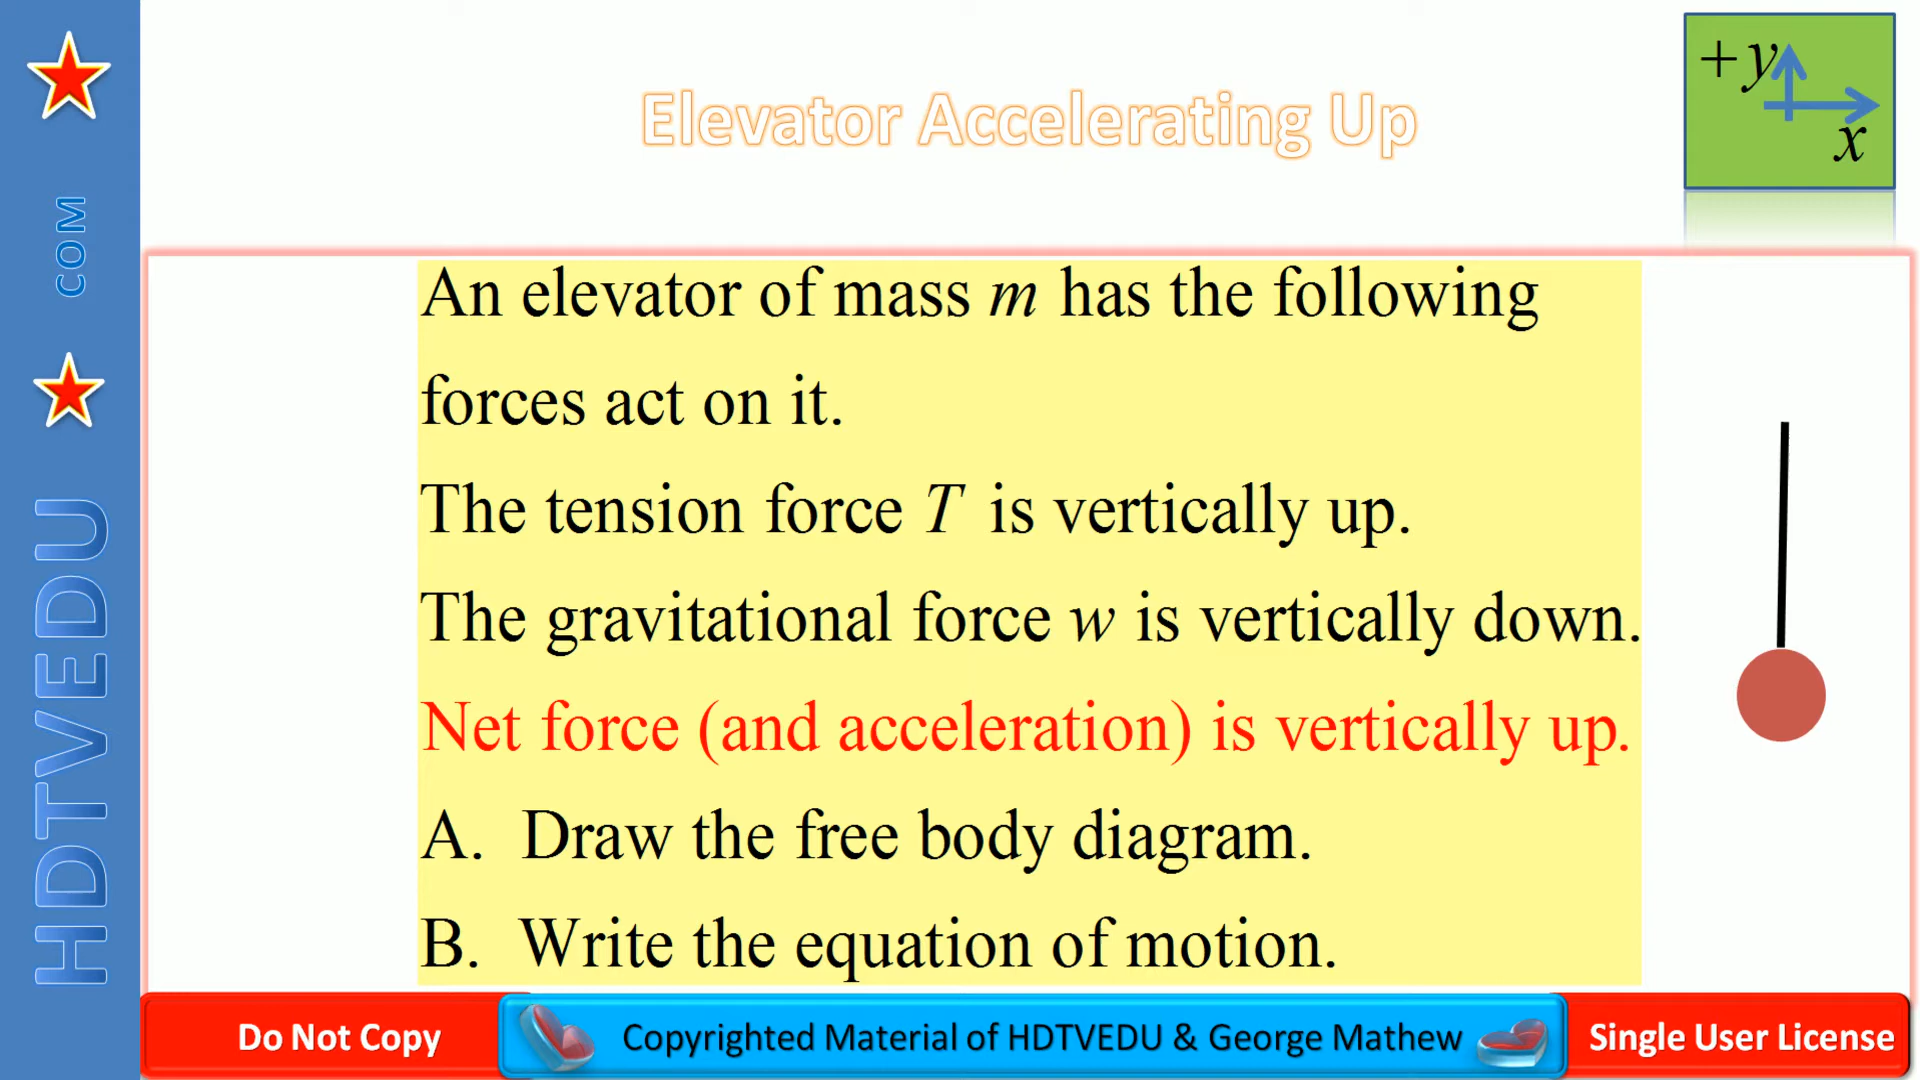 HDTVEDU COM
Elevator Accelerating Up
+y
x
An elevator of mass m has the following
forces act on it.
The tension force T is vertically up.
The gravitational force w is vertically down.
Net force (and acceleration) is vertically up.
A. Draw the free body diagram.
B. Write the equation of motion.
Do Not Copy
Copyrighted Material of HDTVEDU & George Mathew
Single User License